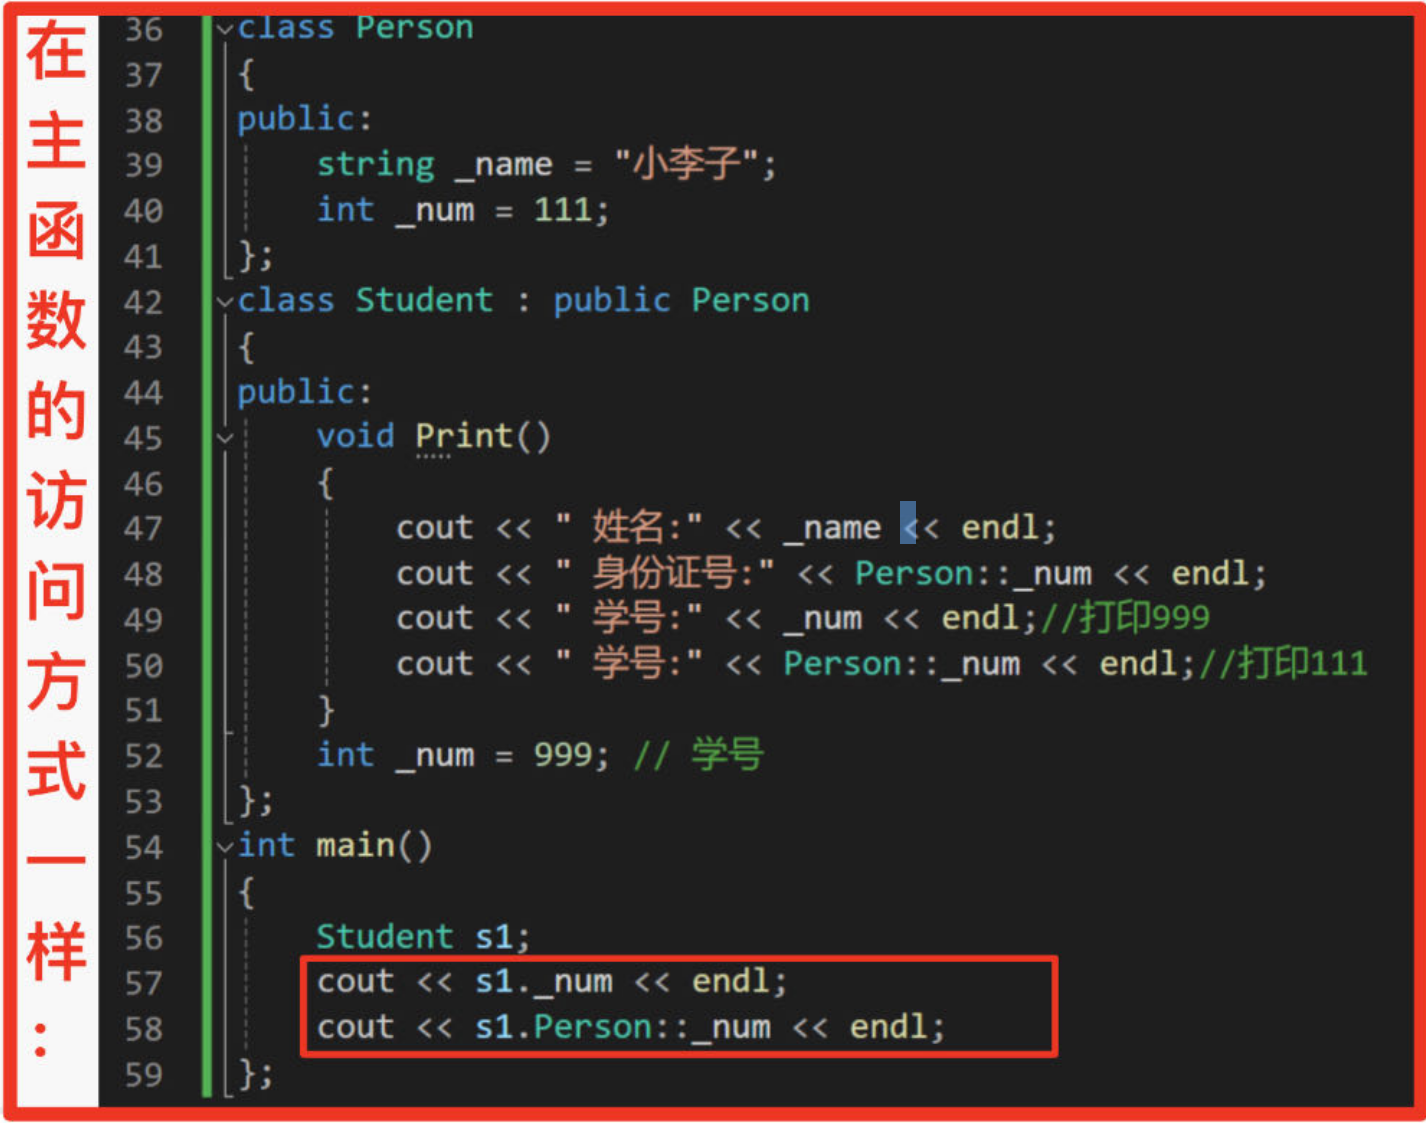 在主函数的访问方式一样：
36 class Person
37 {
38 public:
39 string _name = "小李子";
40 int _num = 111;
41 };
42 class Student : public Person
43 {
44 public:
45 void Print()
46 {
47 cout << " 姓名:" << _name << endl;
48 cout << " 身份证号:" << Person::_num << endl;
49 cout << " 学号:" << _num << endl;//打印999
50 cout << " 学号:" << Person::_num << endl;//打印111
51 }
52 int _num = 999; // 学号
53 };
54 int main()
55 {
56 Student s1;
57 cout << s1._num << endl;
58 cout << s1.Person::_num << endl;
59 };